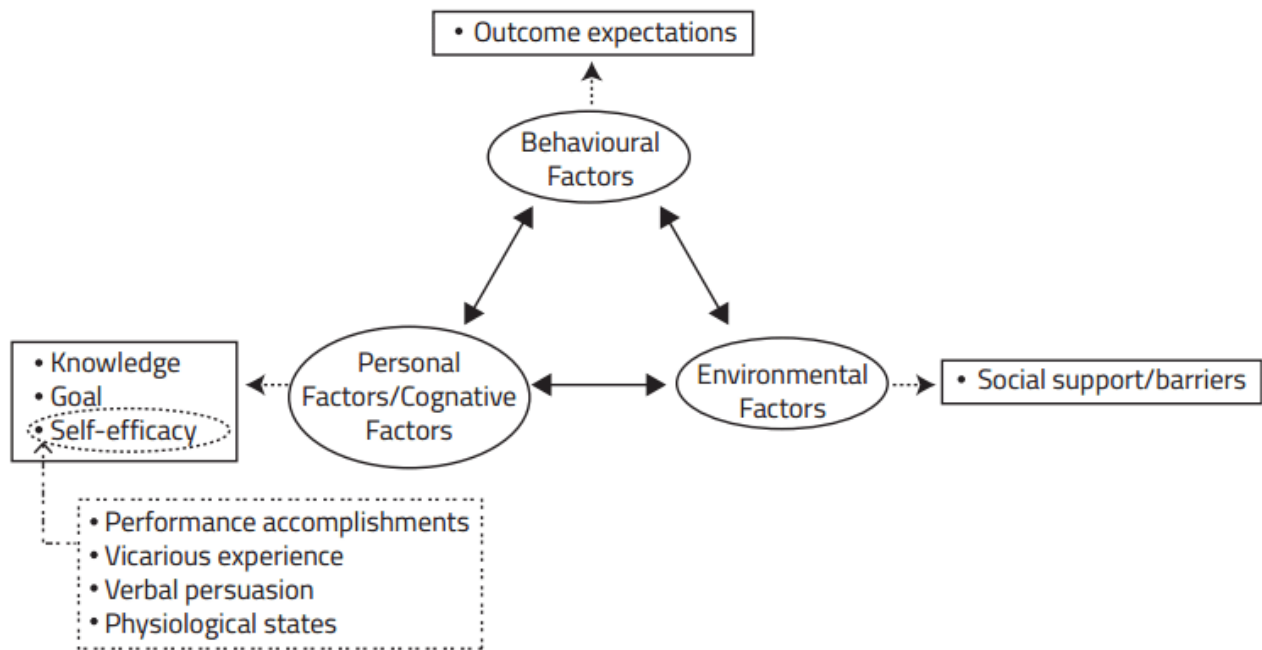 • Outcome expectations
Behavioural
Factors
• Knowledge
• Goal
• Self-efficacy
Personal
Factors/Cognative
Factors
Environmental
Factors
• Social support/barriers
• Performance accomplishments
• Vicarious experience
• Verbal persuasion
• Physiological states